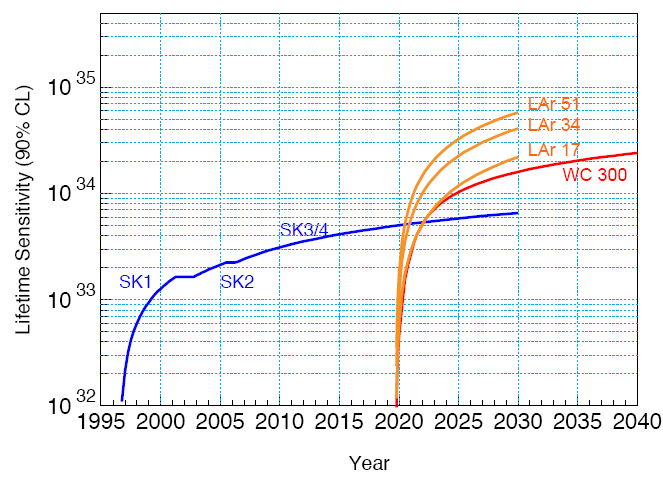 Lifetime Sensitivity (90% CL)
10 35
10 34
10 33
10 32
LAr 51
LAr 34
LAr 17
WC 300
SK3/4
SK1
SK2
1995 2000 2005 2010 2015 2020 2025 2030 2035 2040
Year